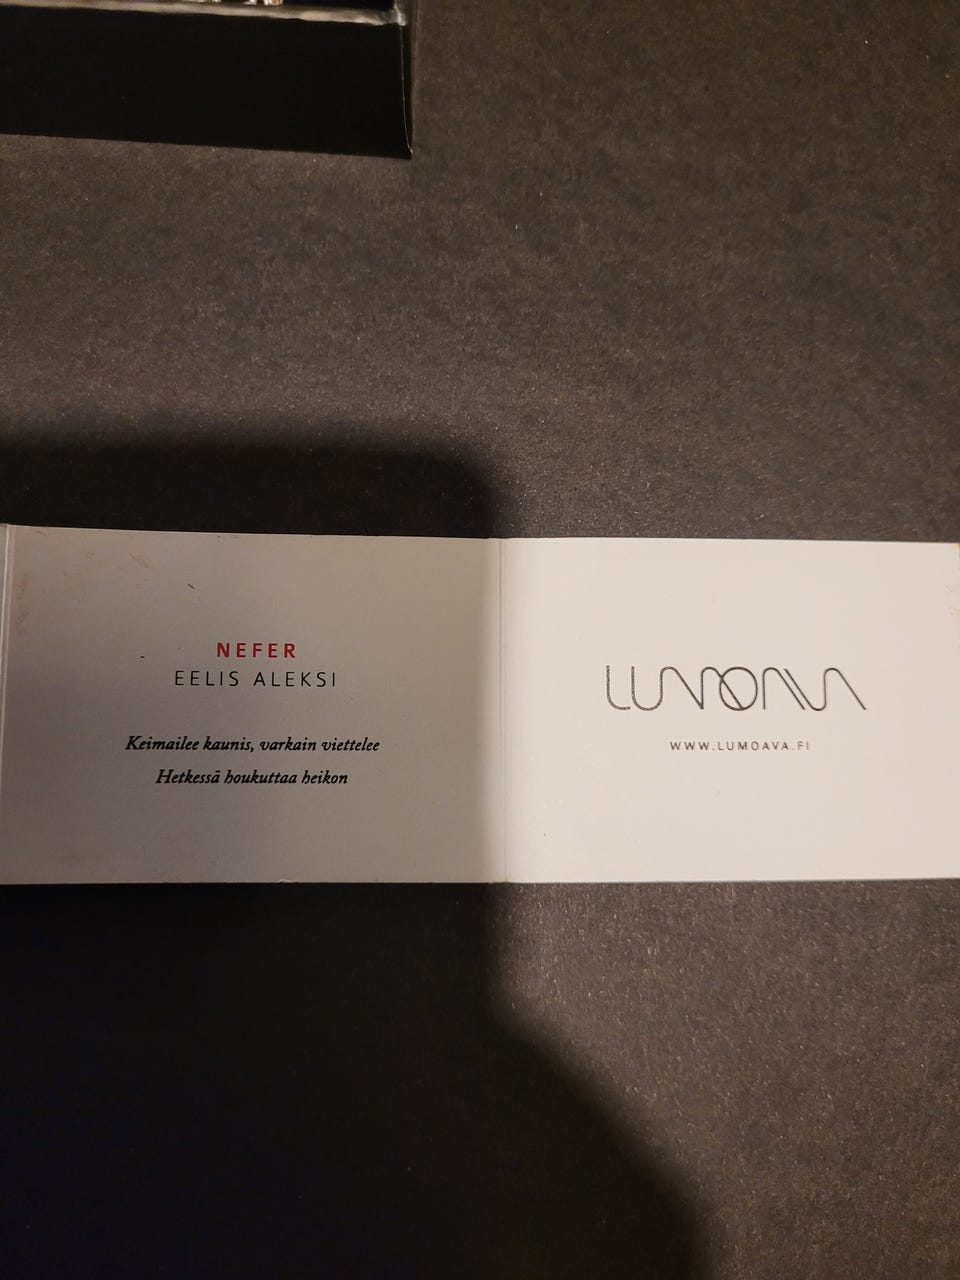 NEFER
EELIS ALEKSI
Keimailee kaunis, varkain viettelee
Hetkessä houkuttaa heikon
LUMOAVA
WWW.LUMOAVA.FI